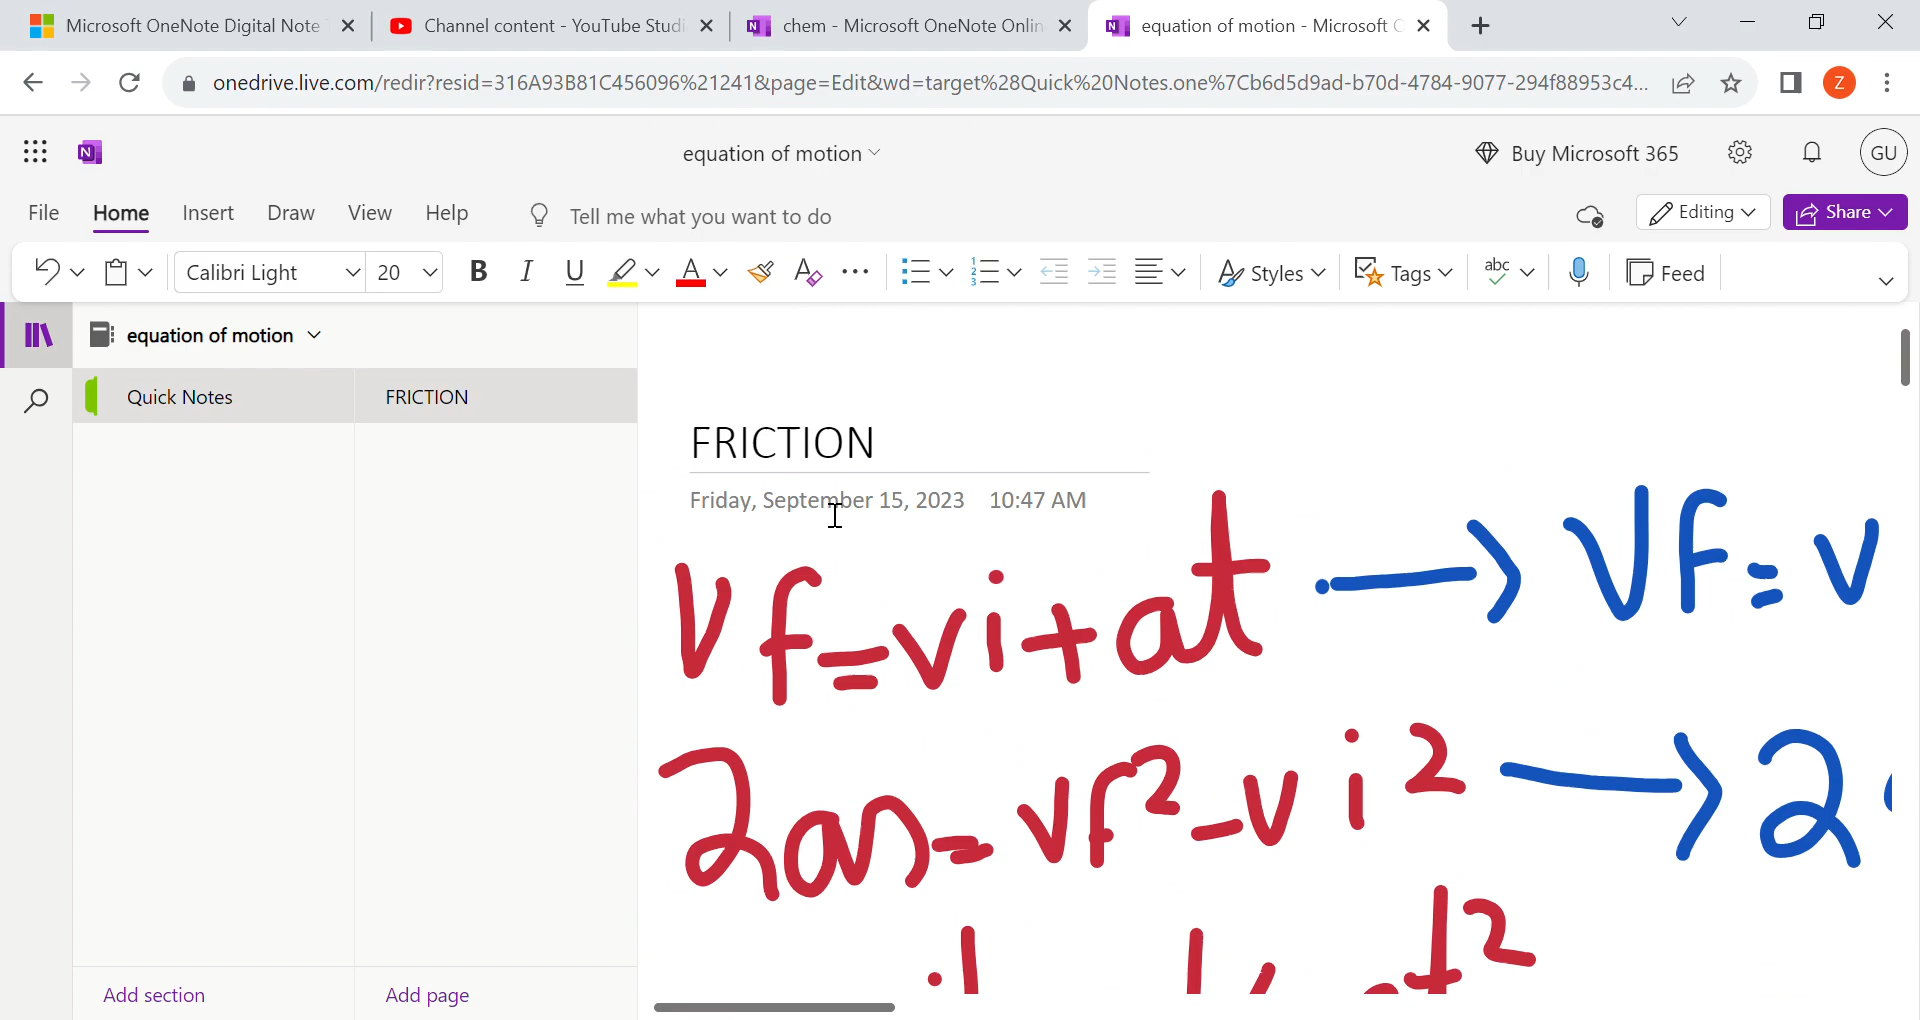 Microsoft OneNote Digital Note T
Channel content - YouTube Studi
chem - Microsoft OneNote Onlin
equation of motion - Microsoft O
onedrive.live.com/redir?resid=316A93B81C456096%21241&page=Edit&wd=target%28Quick%20Notes.one%7Cb6d5d9ad-b70d-4784-9077-294f88953c4...
Z
N
equation of motion
Buy Microsoft 365
GU
File Home Insert Draw View Help
Tell me what you want to do
Editing
Share
Calibri Light 20 B I U A A Styles Tags abc Feed
equation of motion
Quick Notes
FRICTION
FRICTION
Friday, September 15, 2023 10:47 AM
Vf=vi+at → Vf=v
2as=vf²-vi² → 2
Add section
Add page